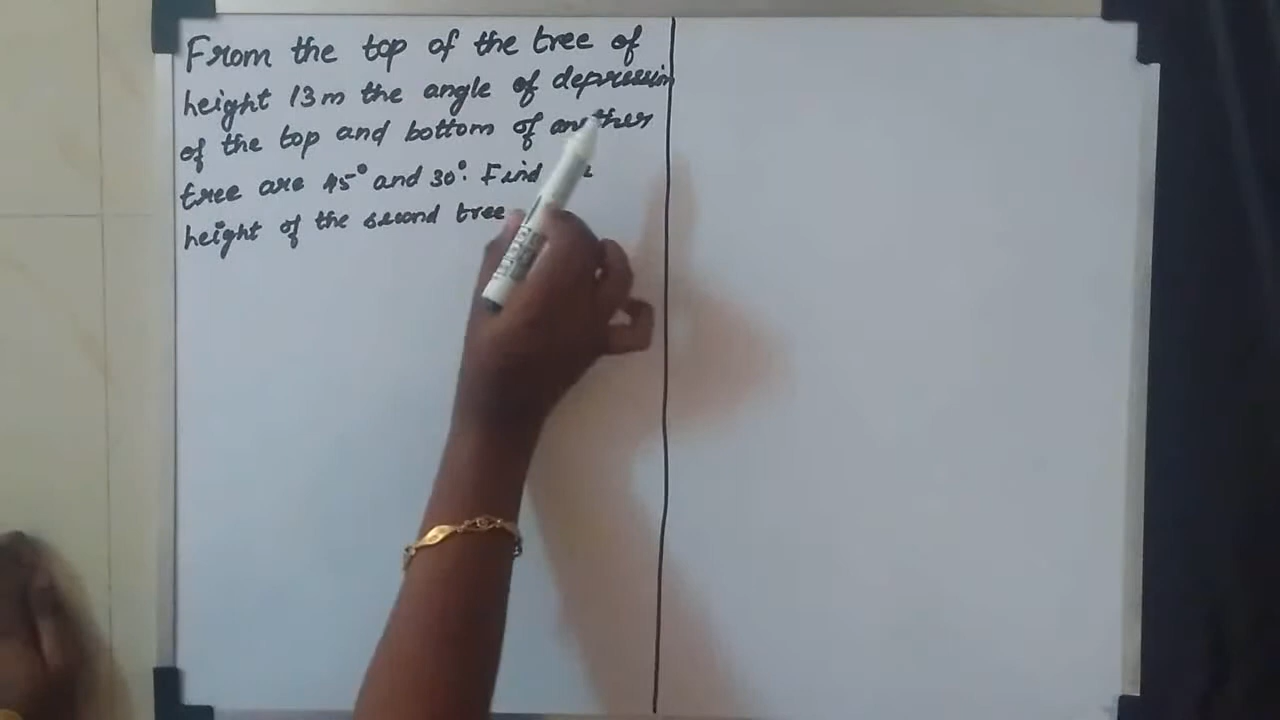 From the top of the tree of
height 13m the angle of depression
of the top and bottom of another
tree are 45° and 30°. Find
height of the second tree